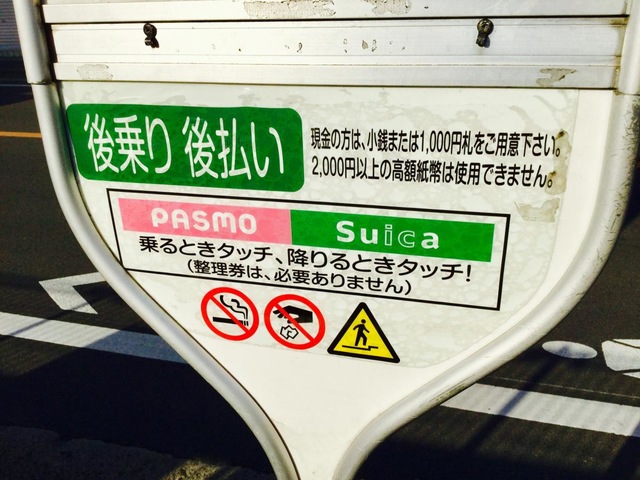 後乗り 後払い
現金の方は、小銭または1,000円札をご用意下さい。
2,000円以上の高額紙幣は使用できません。
PASMO Suica
乗るときタッチ、降りるときタッチ!
(整理券は、必要ありません)